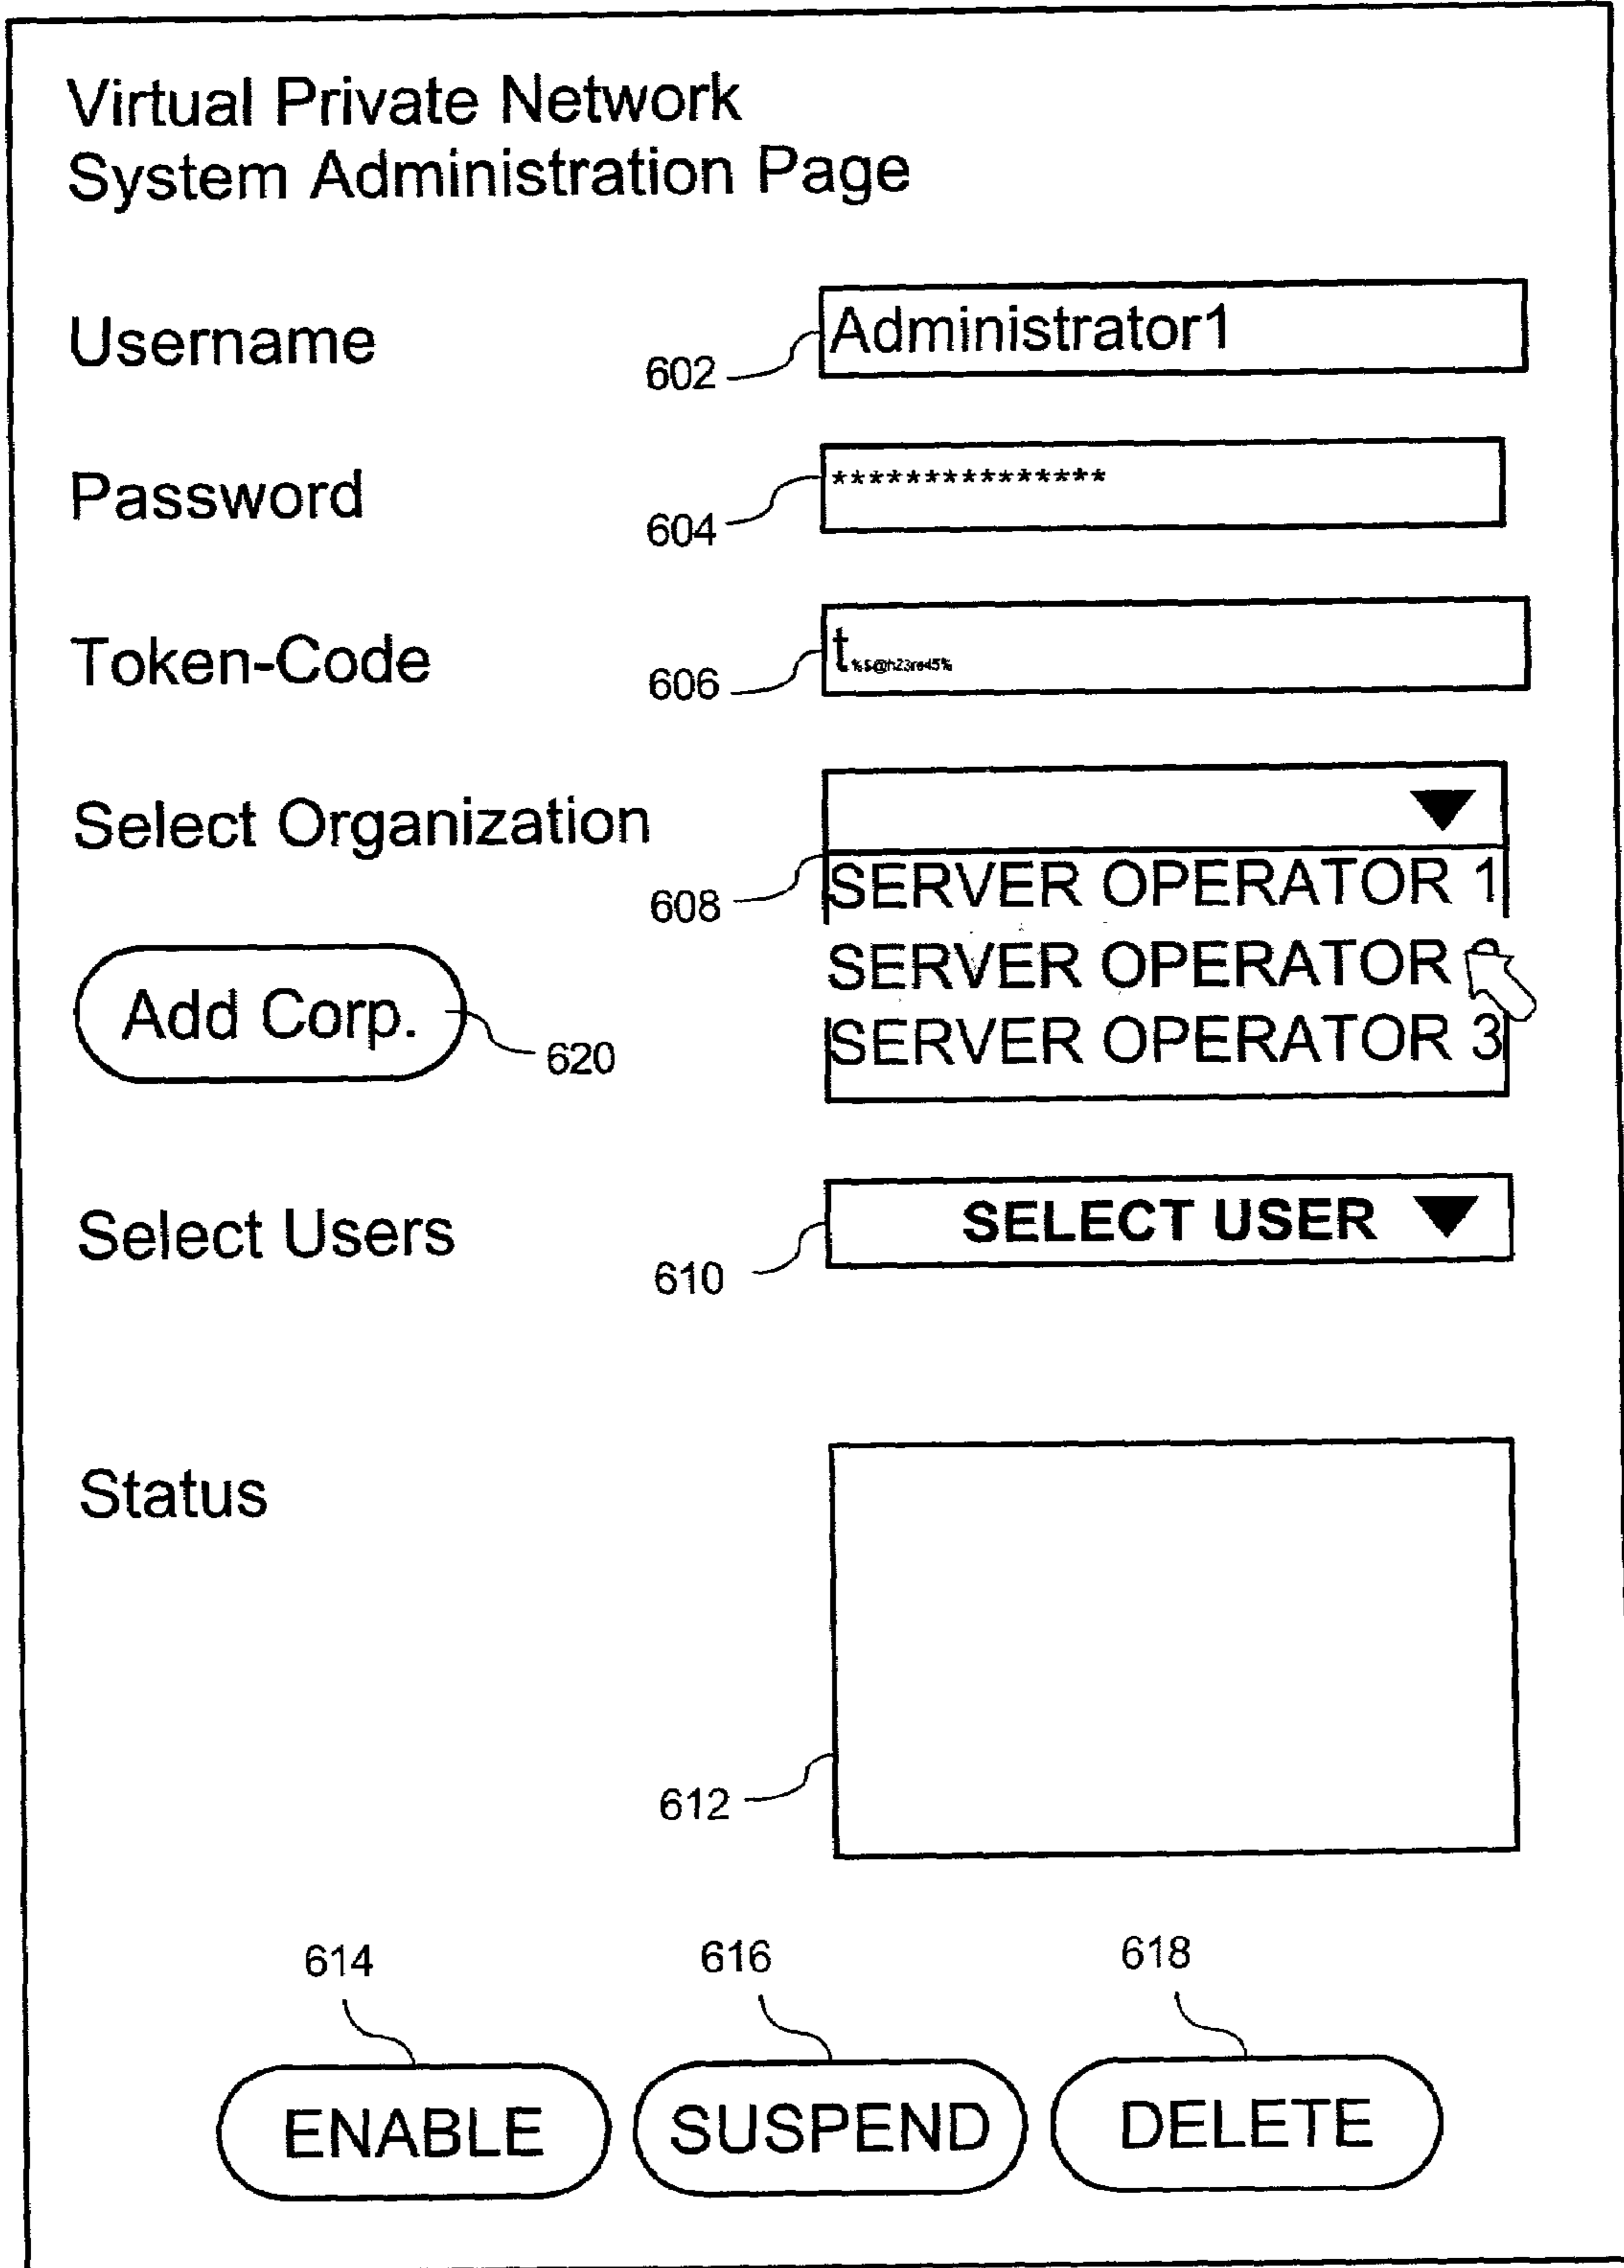 Virtual Private Network
System Administration Page
Username
602
Administrator1
Password
604
***************
Token-Code
606
t%$@h23re45%
Select Organization
608
SERVER OPERATOR 1
SERVER OPERATOR
SERVER OPERATOR 3
Add Corp.
620
Select Users
610
SELECT USER
Status
612
614
616
618
ENABLE
SUSPEND
DELETE